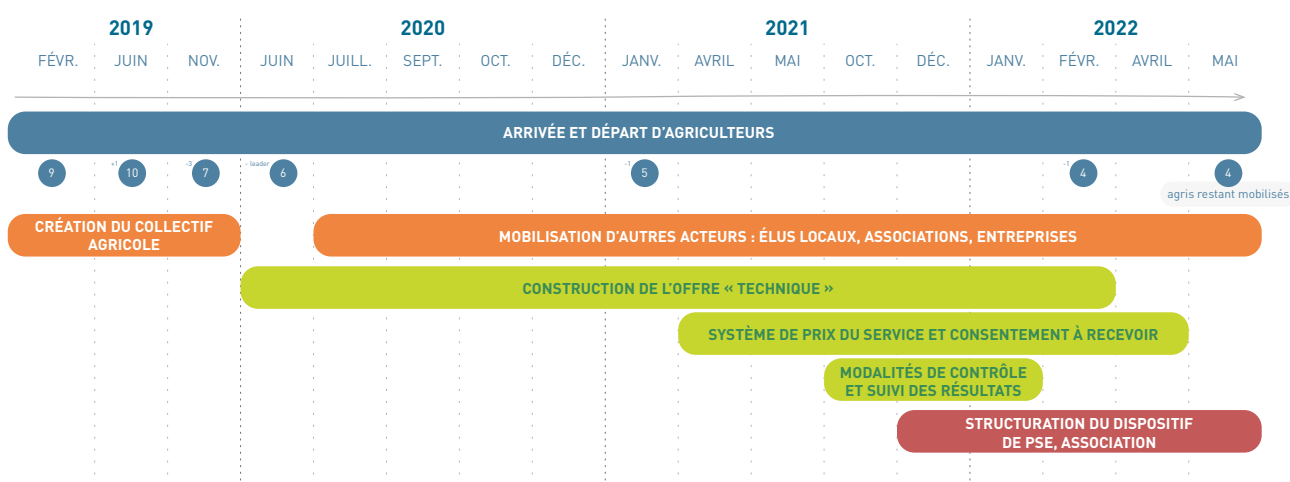 2019 2020 2021 2022
FÉVR. JUIN NOV. JUIN JUILL. SEPT. OCT. DÉC. JANV. AVRIL MAI OCT. DÉC. JANV. FÉVR. AVRIL MAI
ARRIVÉE ET DÉPART D'AGRICULTEURS
9 +1 10 -3 7 - leader 6 -1 5 -1 4 4
agris restant mobilisés
CRÉATION DU COLLECTIF
AGRICOLE
MOBILISATION D'AUTRES ACTEURS : ÉLUS LOCAUX, ASSOCIATIONS, ENTREPRISES
CONSTRUCTION DE L'OFFRE « TECHNIQUE »
SYSTÈME DE PRIX DU SERVICE ET CONSENTEMENT À RECEVOIR
MODALITÉS DE CONTRÔLE
ET SUIVI DES RÉSULTATS
STRUCTURATION DU DISPOSITIF
DE PSE, ASSOCIATION